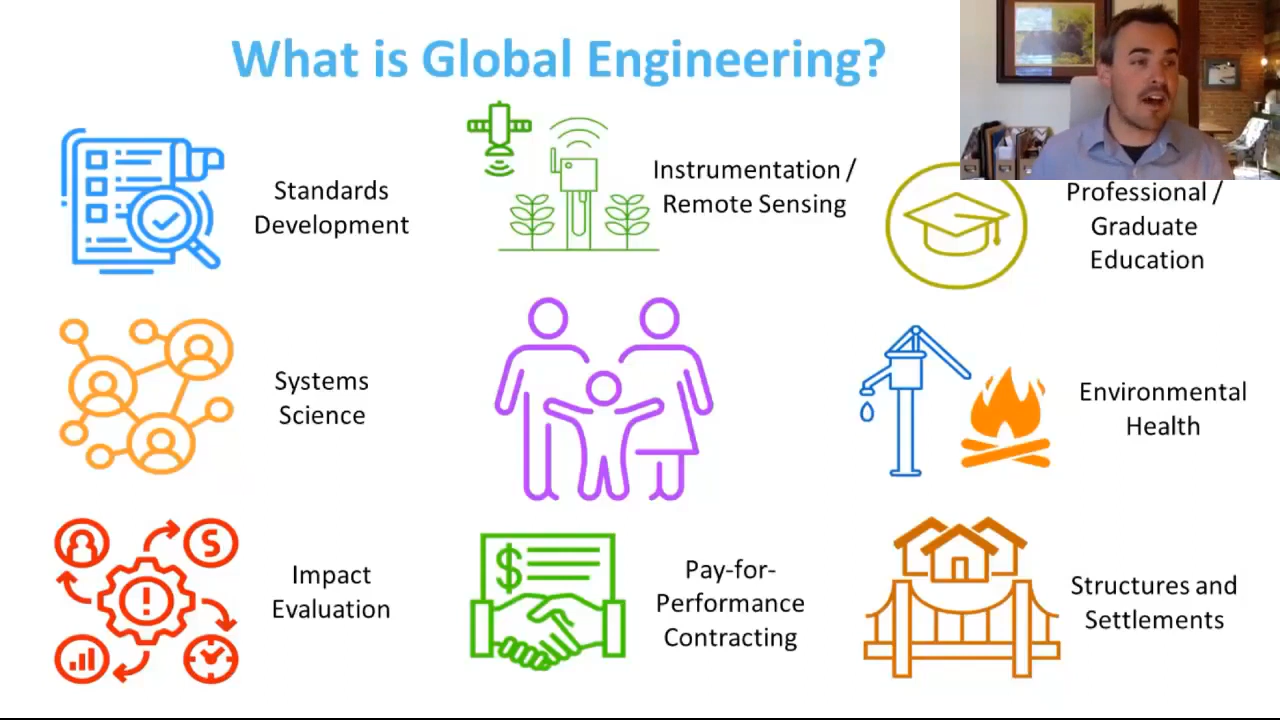 What is Global Engineering?
Standards
Development
Instrumentation /
Remote Sensing
Professional /
Graduate
Education
Systems
Science
Environmental
Health
Impact
Evaluation
$
Pay-for-
Performance
Contracting
Structures and
Settlements